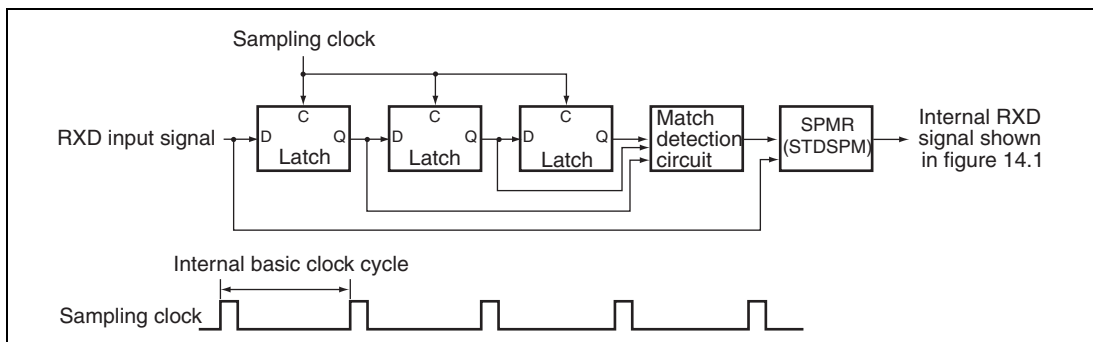 Sampling clock
C
C
C
RXD input signal
D
Q
D
Q
D
Q
Latch
Latch
Latch
Match
detection
circuit
SPMR
(STDSPM)
Internal RXD
signal shown
in figure 14.1
Internal basic clock cycle
Sampling clock